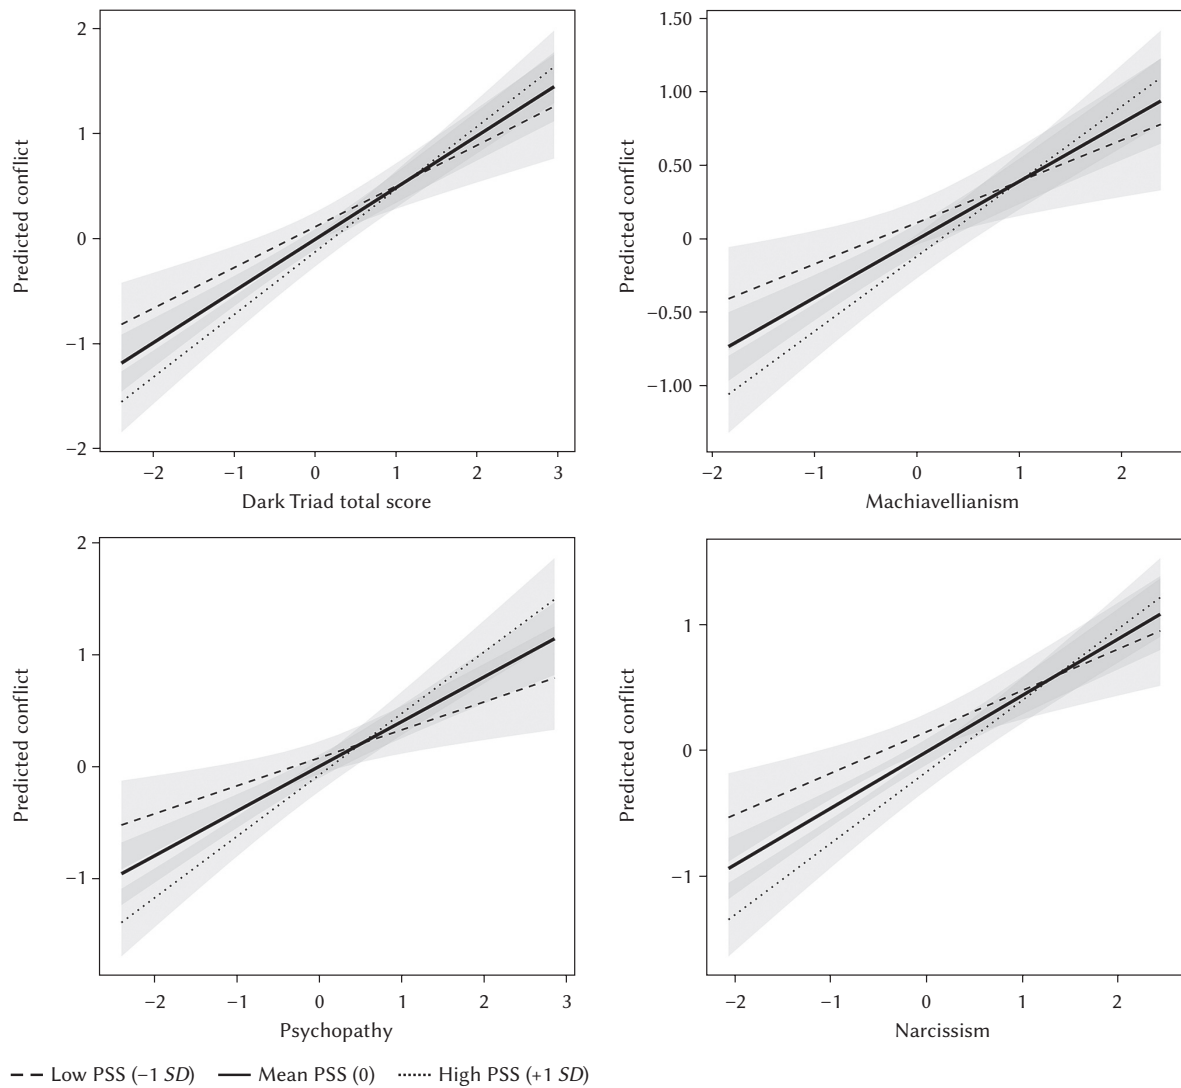 2
1
0
−1
−2
Predicted conflict
−2 −1 0 1 2 3
Dark Triad total score
1.50
1.00
0.50
0
−0.50
−1.00
Predicted conflict
−2 −1 0 1 2
Machiavellianism
2
1
0
−1
Predicted conflict
−2 −1 0 1 2 3
Psychopathy
1
0
−1
Predicted conflict
−2 −1 0 1 2
Narcissism
Low PSS (−1 SD) Mean PSS (0) High PSS (+1 SD)